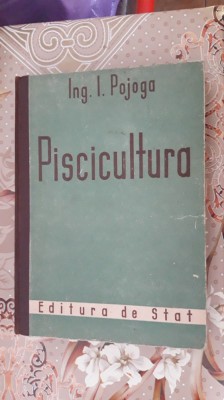 Ing. I. Pojoga
Piscicultura
Editura de Stat